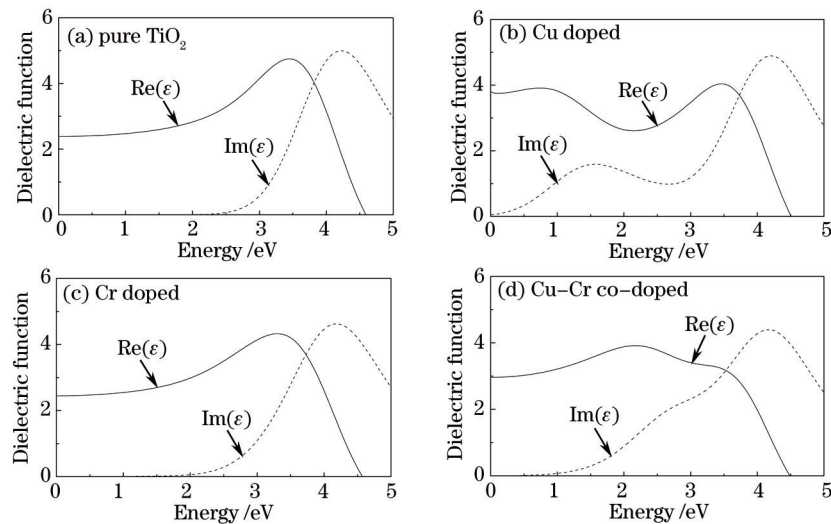 (a) pure TiO₂
Re(ε)
Im(ε)
Dielectric function
6
4
2
0
0 1 2 3 4 5
Energy /eV
(b) Cu doped
Re(ε)
Im(ε)
Dielectric function
6
4
2
0
0 1 2 3 4 5
Energy /eV
(c) Cr doped
Re(ε)
Im(ε)
Dielectric function
6
4
2
0
0 1 2 3 4 5
Energy /eV
(d) Cu–Cr co–doped
Re(ε)
Im(ε)
Dielectric function
6
4
2
0
0 1 2 3 4 5
Energy /eV